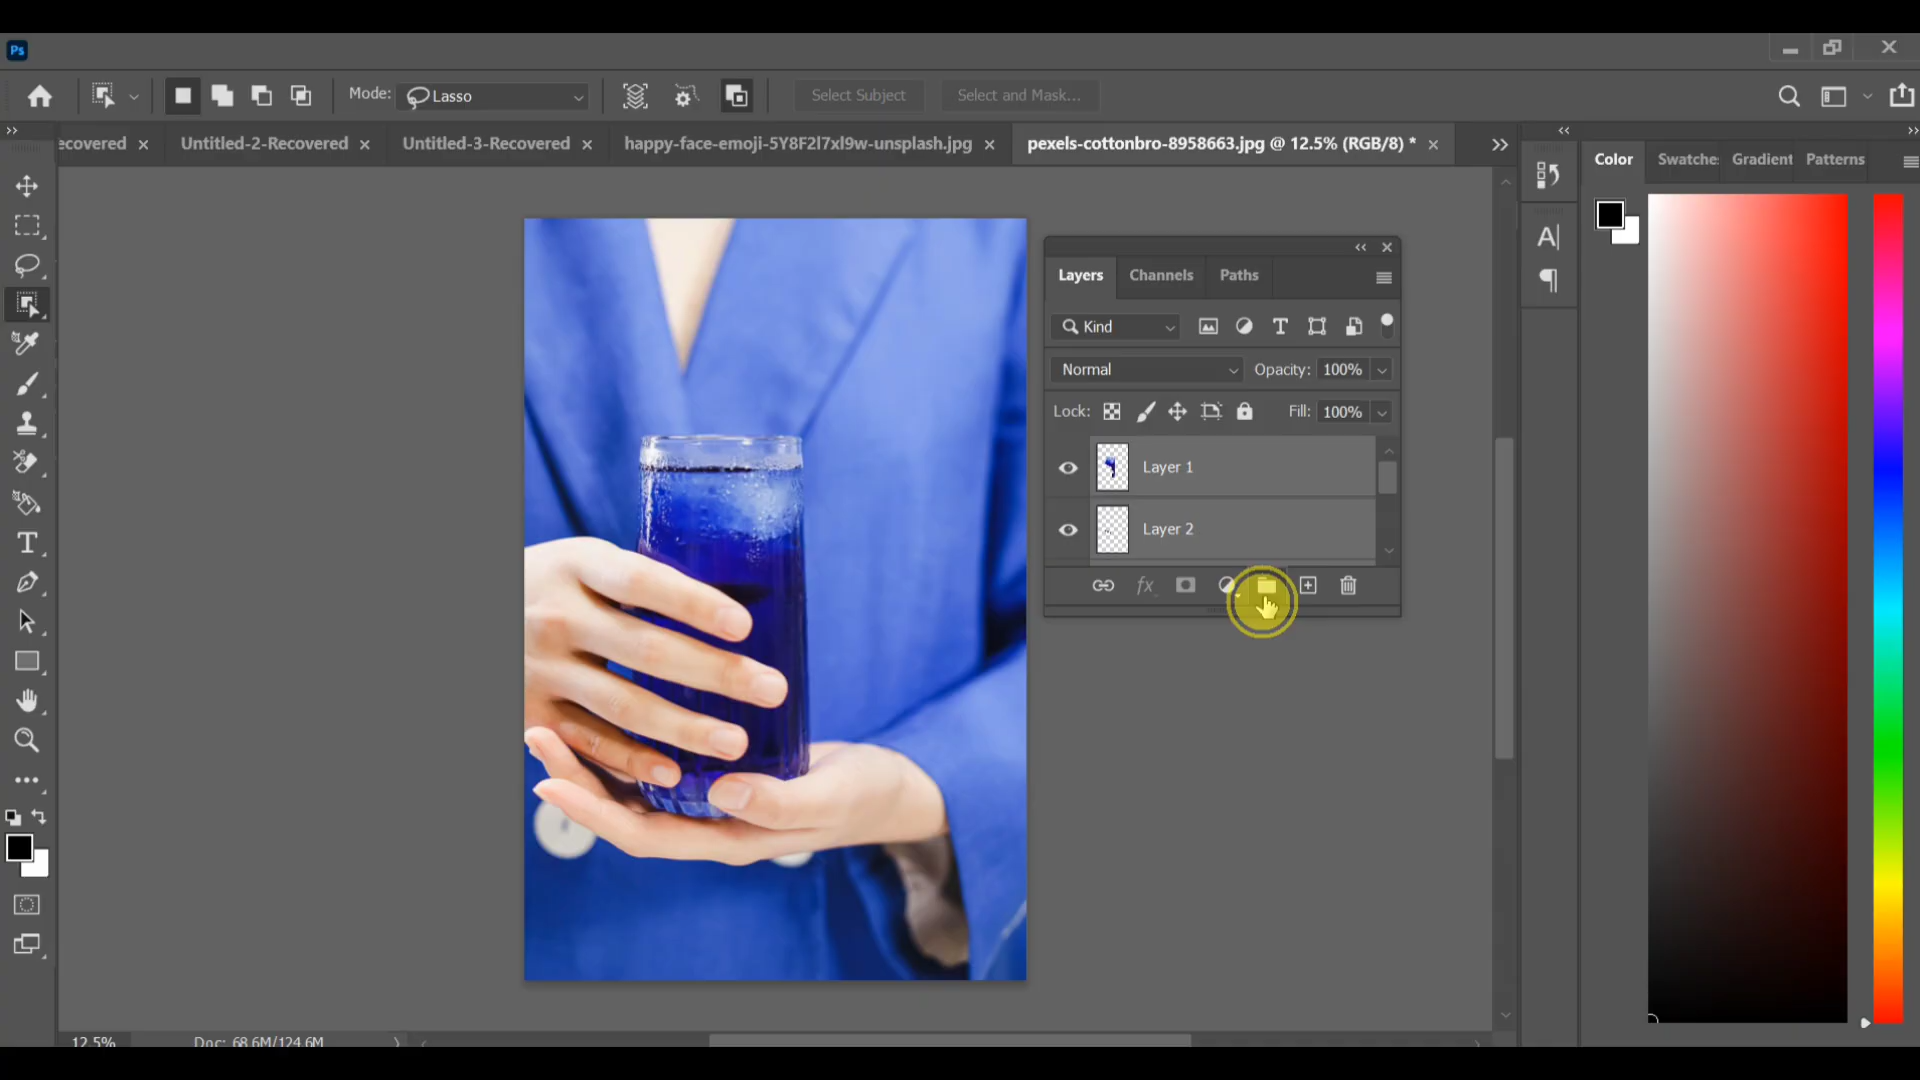 Ps
Mode: Lasso
Select Subject
Select and Mask...
ecovered
Untitled-2-Recovered
Untitled-3-Recovered
happy-face-emoji-5Y8F2l7xl9w-unsplash.jpg
pexels-cottonbro-8958663.jpg @ 12.5% (RGB/8) *
Color
Swatche
Gradient
Patterns
Layers
Channels
Paths
Kind
Normal
Opacity: 100%
Lock:
Fill: 100%
Layer 1
Layer 2
fx
12.5%
Doc: 68.6M/124.6M